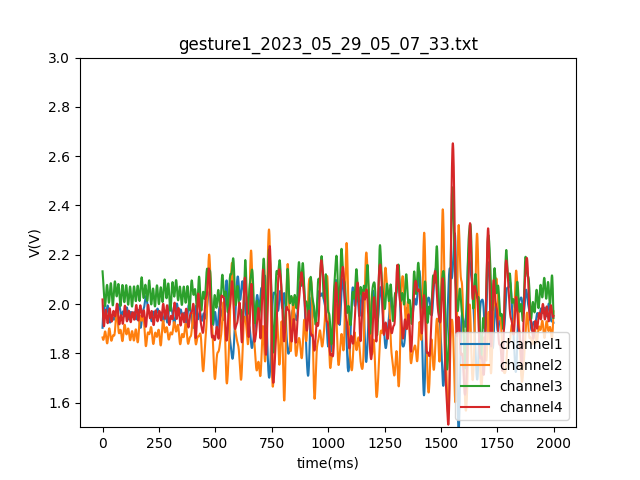 gesture1_2023_05_29_05_07_33.txt
3.0
2.8
2.6
2.4
2.2
2.0
1.8
1.6
V(V)
channel1
channel2
channel3
channel4
0 250 500 750 1000 1250 1500 1750 2000
time(ms)